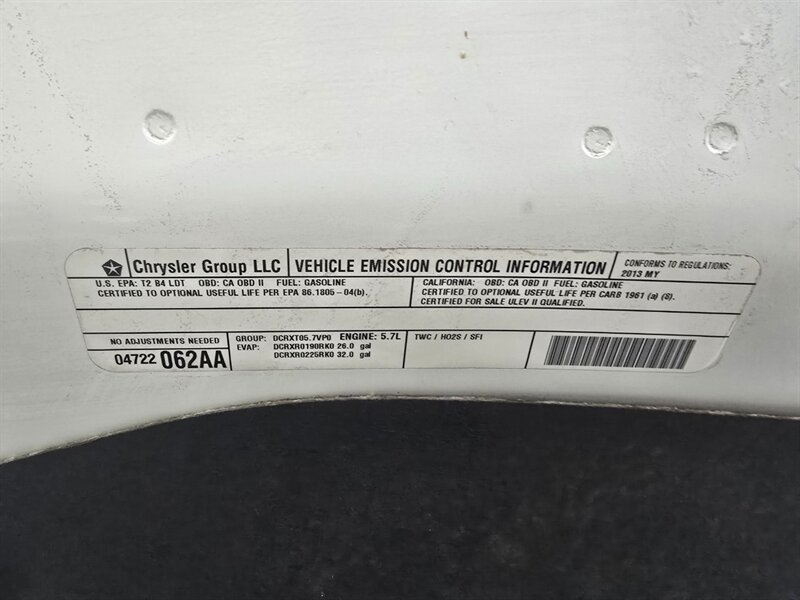 Chrysler Group LLC VEHICLE EMISSION CONTROL INFORMATION CONFORMS TO REGULATIONS:
2013 MY
U.S. EPA: T2 B4 LDT OBD: CA OBD II FUEL: GASOLINE
CERTIFIED TO OPTIONAL USEFUL LIFE PER EPA 86.1805-04(b).
CALIFORNIA: OBD: CA OBD II FUEL: GASOLINE
CERTIFIED TO OPTIONAL USEFUL LIFE PER CARB 1961 (a) (8).
CERTIFIED FOR SALE ULEV II QUALIFIED.
NO ADJUSTMENTS NEEDED
04722 062AA
GROUP: DCRXT05.7VP0 ENGINE: 5.7L
EVAP: DCRXR0190RK0 26.0 gal
DCRXR0225RK0 32.0 gal
TWC / HO2S / SFI